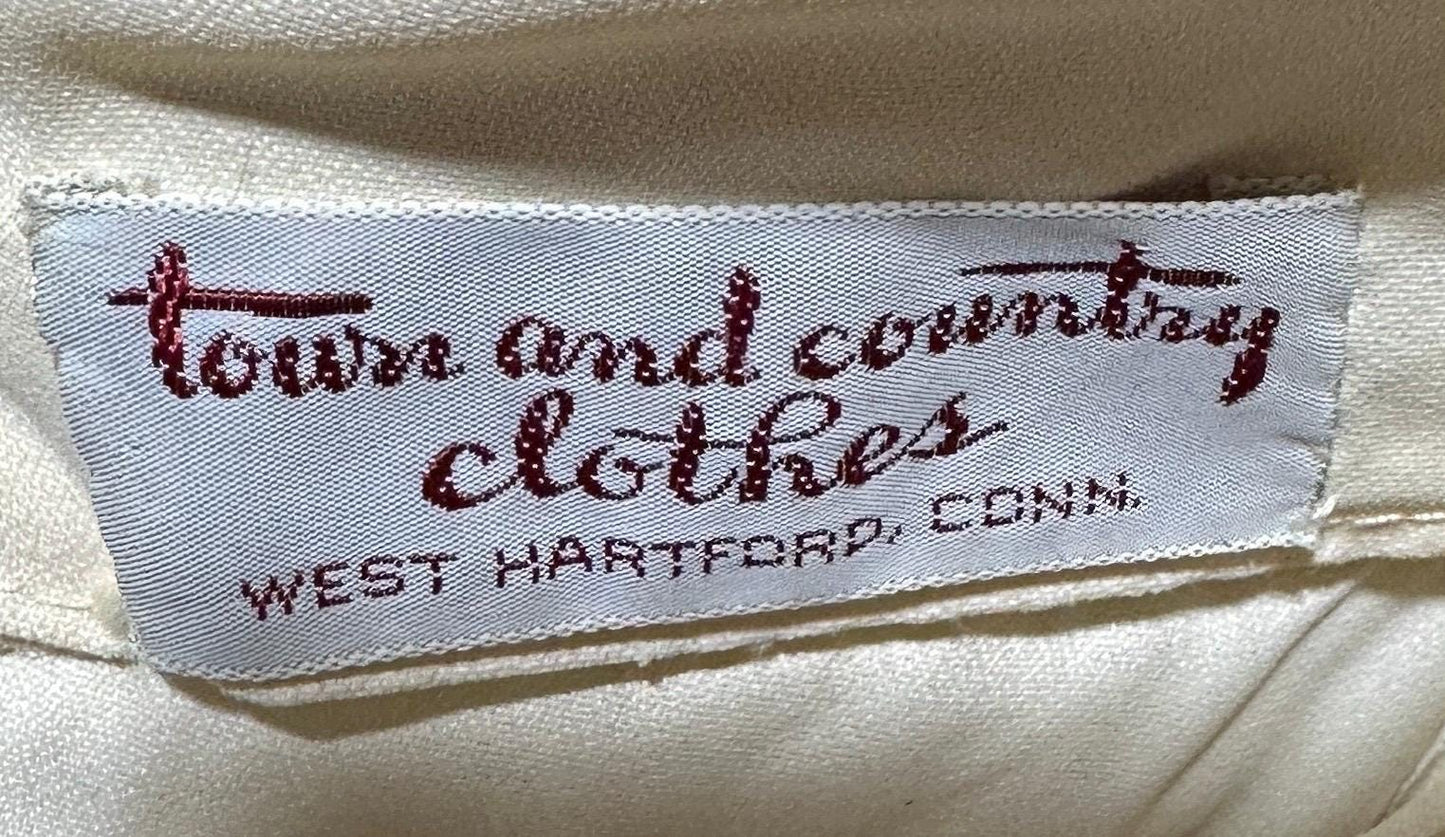 town and country
clothes
WEST HARTFORD, CONN.